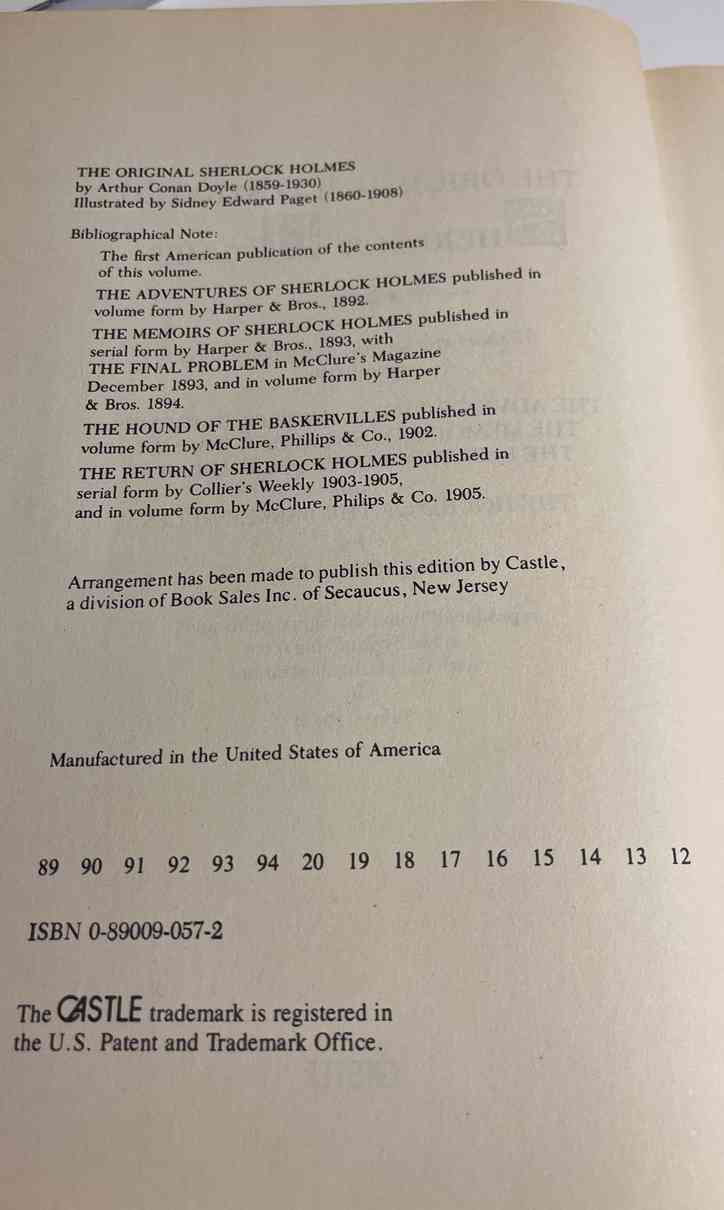 THE ORIGINAL SHERLOCK HOLMES
by Arthur Conan Doyle (1859-1930)
Illustrated by Sidney Edward Paget (1860-1908)
Bibliographical Note:
The first American publication of the contents
of this volume.
THE ADVENTURES OF SHERLOCK HOLMES published in
volume form by Harper & Bros., 1892.
THE MEMOIRS OF SHERLOCK HOLMES published in
serial form by Harper & Bros., 1893, with
THE FINAL PROBLEM in McClure's Magazine
December 1893, and in volume form by Harper
& Bros. 1894.
THE HOUND OF THE BASKERVILLES published in
volume form by McClure, Phillips & Co., 1902.
THE RETURN OF SHERLOCK HOLMES published in
serial form by Collier's Weekly 1903-1905,
and in volume form by McClure, Philips & Co. 1905.
Arrangement has been made to publish this edition by Castle,
a division of Book Sales Inc. of Secaucus, New Jersey
Manufactured in the United States of America
89 90 91 92 93 94 20 19 18 17 16 15 14 13 12
ISBN 0-89009-057-2
The CASTLE trademark is registered in
the U.S. Patent and Trademark Office.